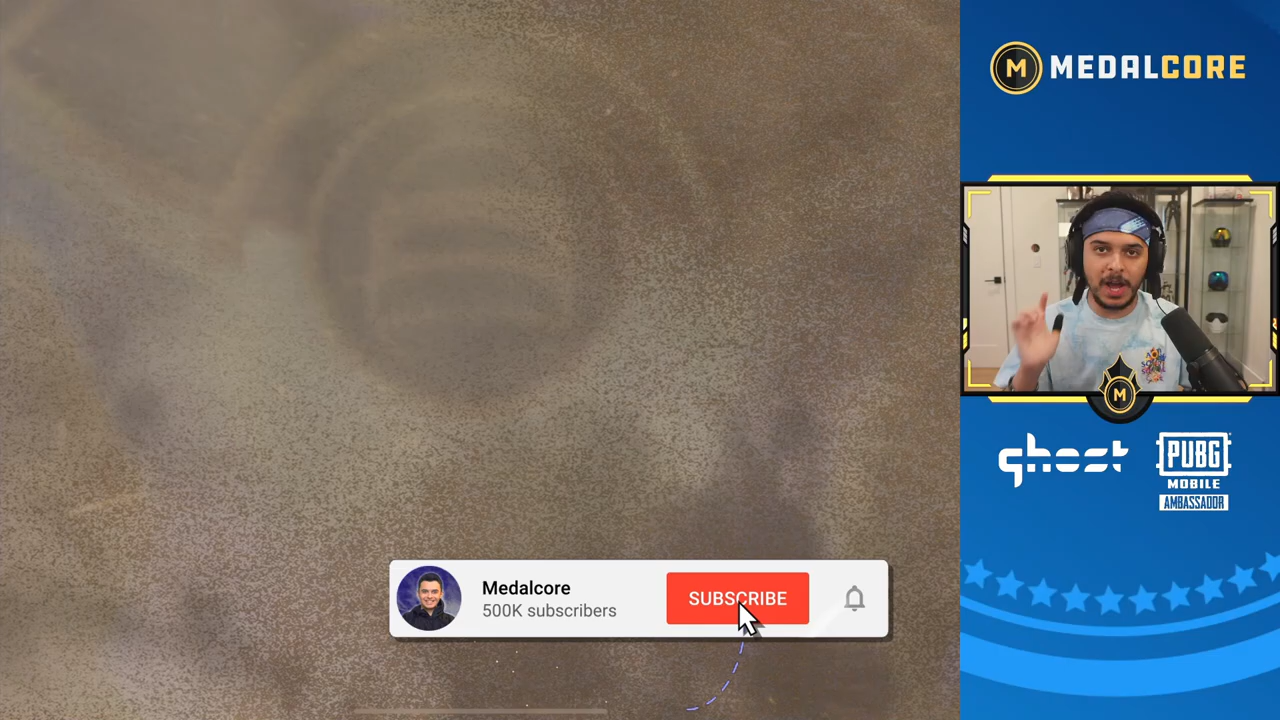 M MEDALCORE
M
ghost
PUBG
MOBILE
AMBASSADOR
Medalcore
500K subscribers
SUBSCRIBE